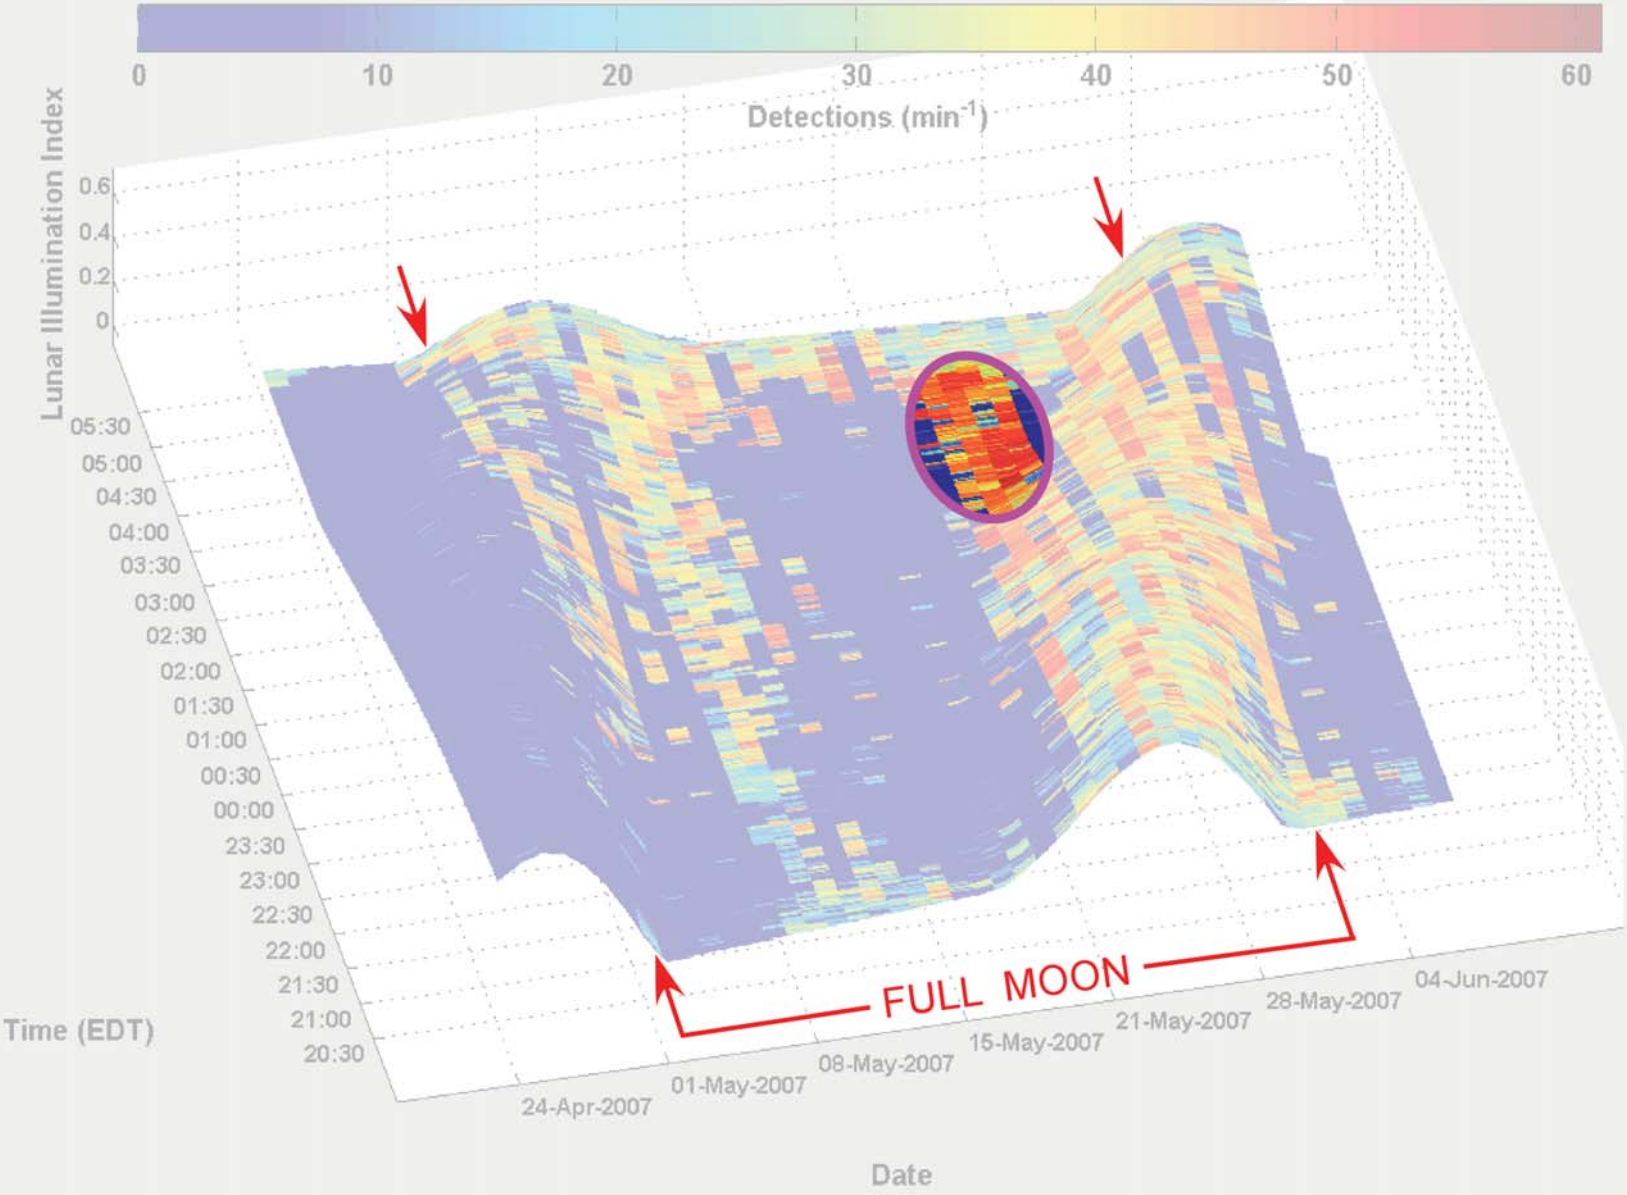 0 10 20 30 40 50 60
Detections (min⁻¹)
Lunar Illumination Index
0.6
0.4
0.2
0
05:30
05:00
04:30
04:00
03:30
03:00
02:30
02:00
01:30
01:00
00:30
00:00
23:30
23:00
22:30
22:00
21:30
21:00
20:30
Time (EDT)
FULL MOON
24-Apr-2007
01-May-2007
08-May-2007
15-May-2007
21-May-2007
28-May-2007
04-Jun-2007
Date